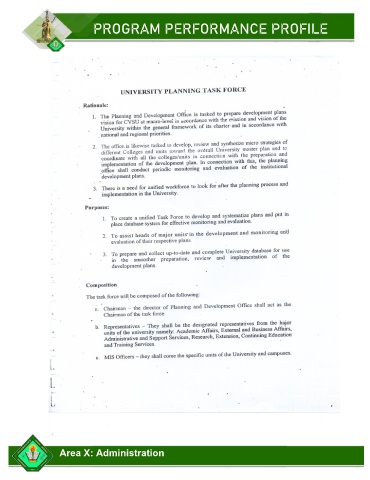 PROGRAM PERFORMANCE PROFILE
UNIVERSITY PLANNING TASK FORCE
Rationale:
1. The Planning and Development Office is tasked to prepare development plans
vision for CVSU at macro-level in accordance with the mission and vision of the
University within the general framework of its charter and in accordance with
national and regional priorities.
2. The office is likewise tasked to develop, review and synthesize micro strategies of
different Colleges and units toward the overall University master plan and to
coordinate with all the colleges/units in connection with the preparation and
implementation of the development plan. In connection with this, the planning
office shall conduct periodic monitoring and evaluation of the institutional
development plans.
3. There is a need for unified workforce to look for after the planning process and
implementation in the University.
Purposes:
1. To create a unified Task Force to develop and systematize plans and put in
place database system for effective monitoring and evaluation.
2. To assist heads of major units in the development and monitoring and
evaluation of their respective plans.
3. To prepare and collect up-to-date and complete University database for use
in the smoother preparation, review and implementation of the
development plans.
Composition
The task force will be composed of the following:
a. Chairman – the director of Planning and Development Office shall act as the
Chairman of the task force.
b. Representatives – They shall be the designated representatives from the major
units of the university namely: Academic Affairs, External and Business Affairs,
Administrative and Support Services, Research, Extension, Continuing Education
and Training Services.
c. MIS Officers – they shall come the specific units of the University and campuses.
Area X: Administration